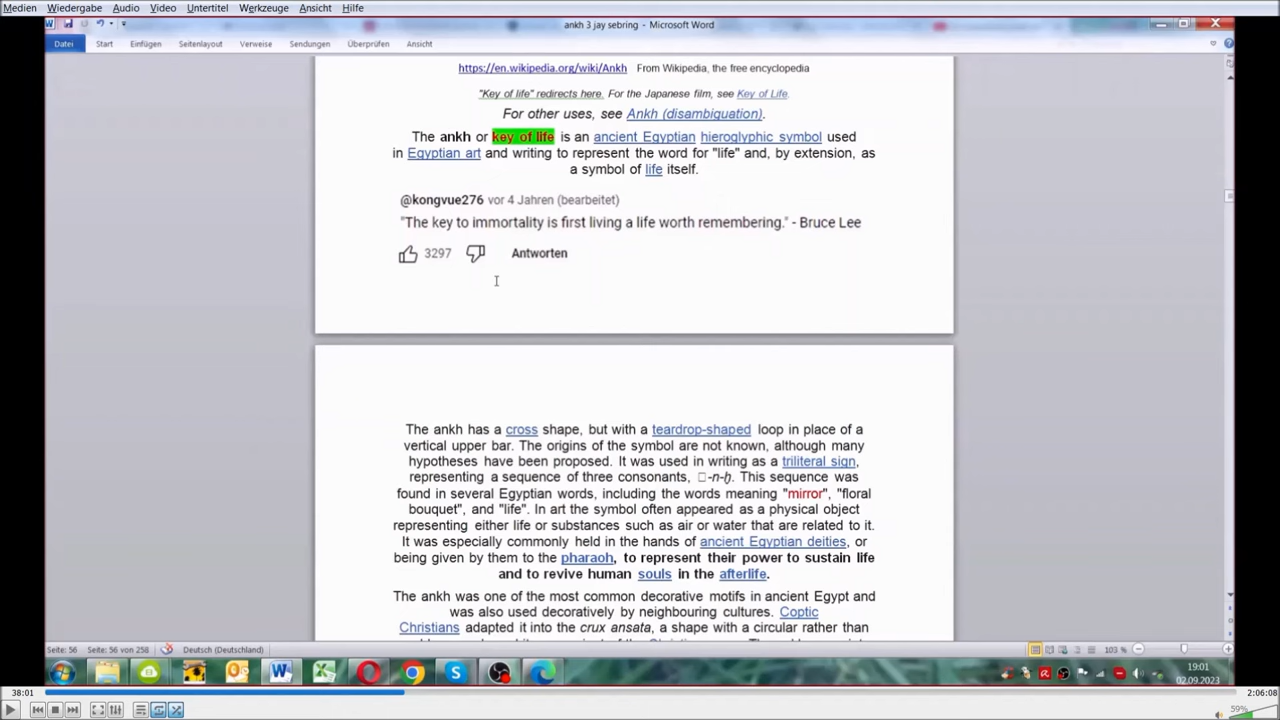 Medien Wiedergabe Audio Video Untertitel Werkzeuge Ansicht Hilfe
ankh 3 jay sebring - Microsoft Word
Datei Start Einfügen Seitenlayout Verweise Sendungen Überprüfen Ansicht
https://en.wikipedia.org/wiki/Ankh From Wikipedia, the free encyclopedia
"Key of life" redirects here. For the Japanese film, see Key of Life.
For other uses, see Ankh (disambiguation).
The ankh or key of life is an ancient Egyptian hieroglyphic symbol used
in Egyptian art and writing to represent the word for "life" and, by extension, as
a symbol of life itself.
@kongvue276 vor 4 Jahren (bearbeitet)
"The key to immortality is first living a life worth remembering." - Bruce Lee
3297 Antworten
The ankh has a cross shape, but with a teardrop-shaped loop in place of a
vertical upper bar. The origins of the symbol are not known, although many
hypotheses have been proposed. It was used in writing as a triliteral sign,
representing a sequence of three consonants, □-n-ḫ. This sequence was
found in several Egyptian words, including the words meaning "mirror", "floral
bouquet", and "life". In art the symbol often appeared as a physical object
representing either life or substances such as air or water that are related to it.
It was especially commonly held in the hands of ancient Egyptian deities, or
being given by them to the pharaoh, to represent their power to sustain life
and to revive human souls in the afterlife.
The ankh was one of the most common decorative motifs in ancient Egypt and
was also used decoratively by neighbouring cultures. Coptic
Christians adapted it into the crux ansata, a shape with a circular rather than
Seite: 56 Seite: 56 von 258 Deutsch (Deutschland) 103 %
19:01
02.09.2023
38:01 2:06:08
59%